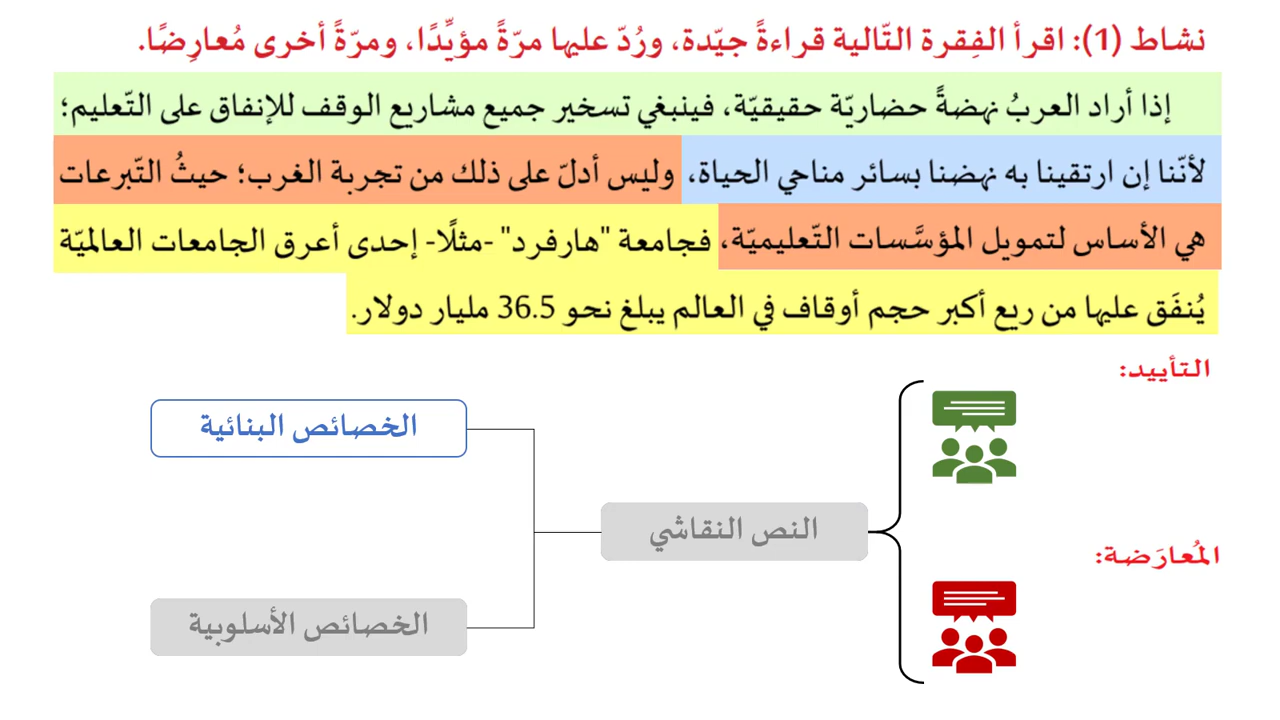 نشاط (1): اقرأ الفِقرة التّالية قراءةً جيّدة، ورُدّ عليها مرّةً مؤيِّدًا، ومرّةً أخرى مُعارِضًا.
إذا أراد العربُ نهضةً حضاريّة حقيقيّة، فينبغي تسخير جميع مشاريع الوقف للإنفاق على التّعليم؛
لأنّنا إن ارتقينا به نهضنا بسائر مناحي الحياة، وليس أدلّ على ذلك من تجربة الغرب؛ حيثُ التّبرعات
هي الأساس لتمويل المؤسَّسات التّعليميّة، فجامعة "هارفرد" -مثلًا- إحدى أعرق الجامعات العالميّة
يُنفَق عليها من ريع أكبر حجم أوقاف في العالم يبلغ نحو 36.5 مليار دولار.
التأييد:
الخصائص البنائية
النص النقاشي
المُعارَضة:
الخصائص الأسلوبية